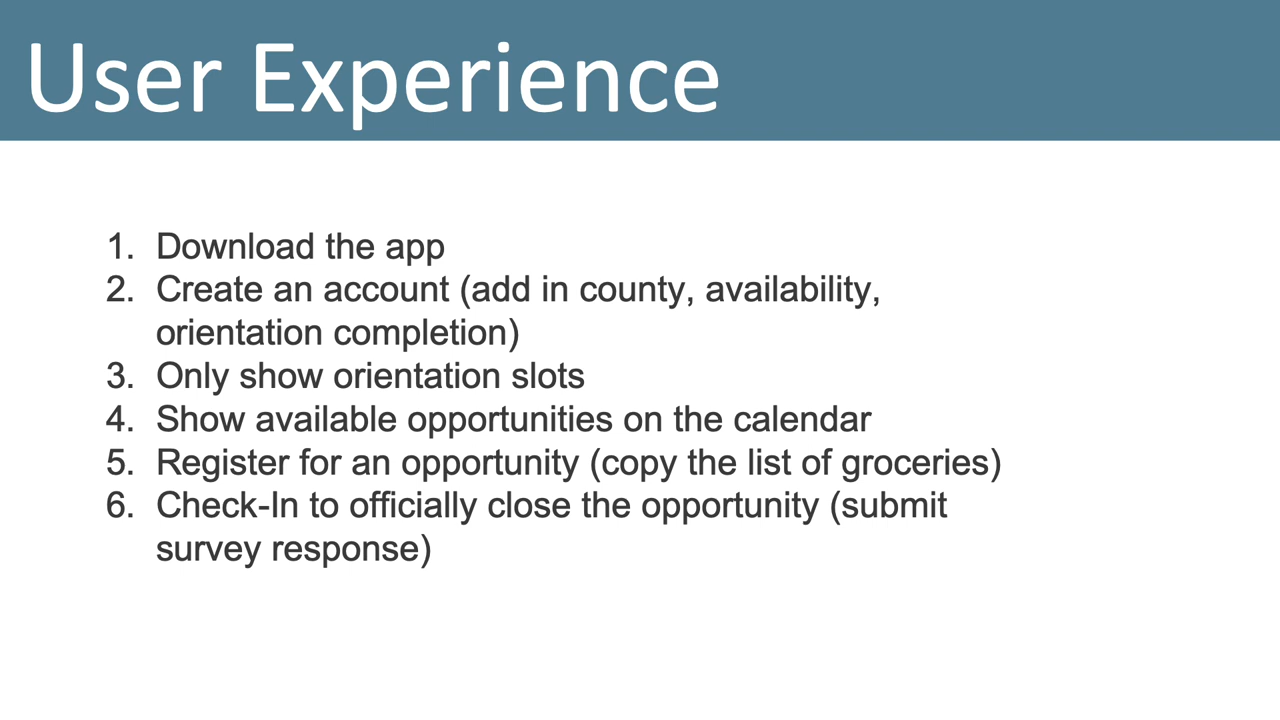 User Experience
1. Download the app
2. Create an account (add in county, availability,
orientation completion)
3. Only show orientation slots
4. Show available opportunities on the calendar
5. Register for an opportunity (copy the list of groceries)
6. Check-In to officially close the opportunity (submit
survey response)